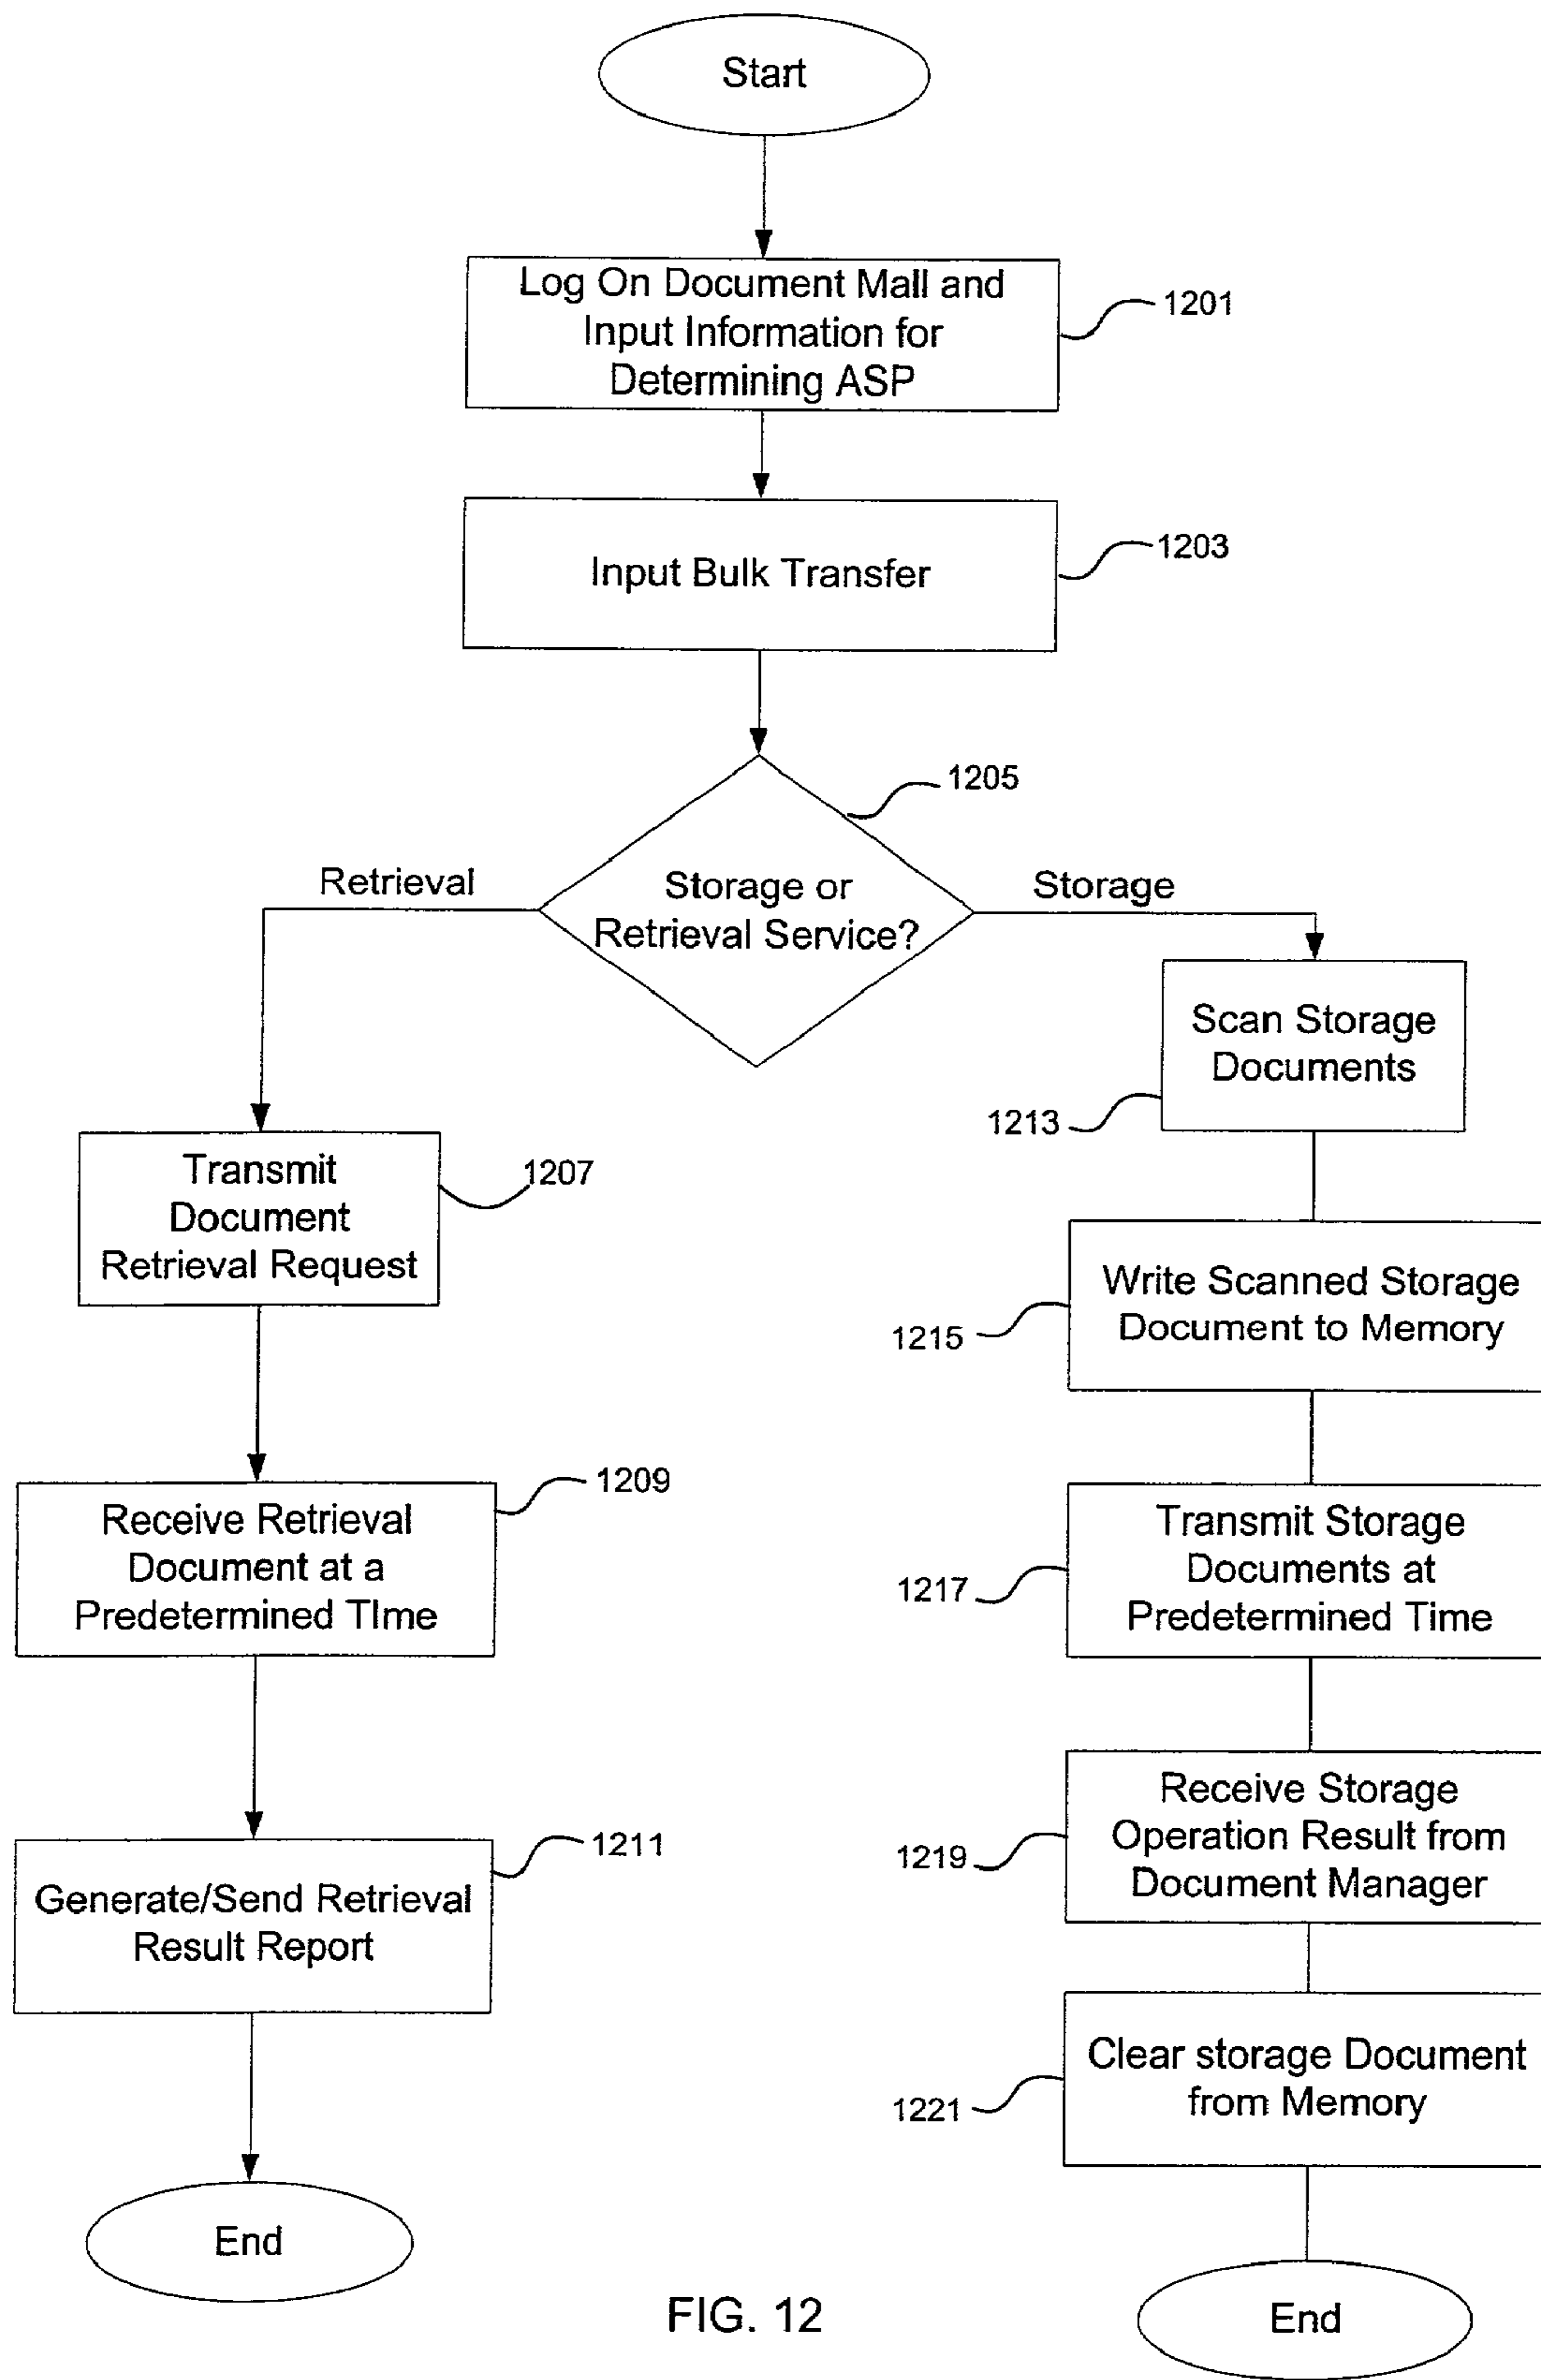 Start
Log On Document Mall and
Input Information for
Determining ASP
1201
Input Bulk Transfer
1203
1205
Storage or
Retrieval Service?
Retrieval
Storage
Transmit
Document
Retrieval Request
1207
Receive Retrieval
Document at a
Predetermined TIme
1209
Generate/Send Retrieval
Result Report
1211
End
Scan Storage
Documents
1213
Write Scanned Storage
Document to Memory
1215
Transmit Storage
Documents at
Predetermined Time
1217
Receive Storage
Operation Result from
Document Manager
1219
Clear storage Document
from Memory
1221
End
FIG. 12